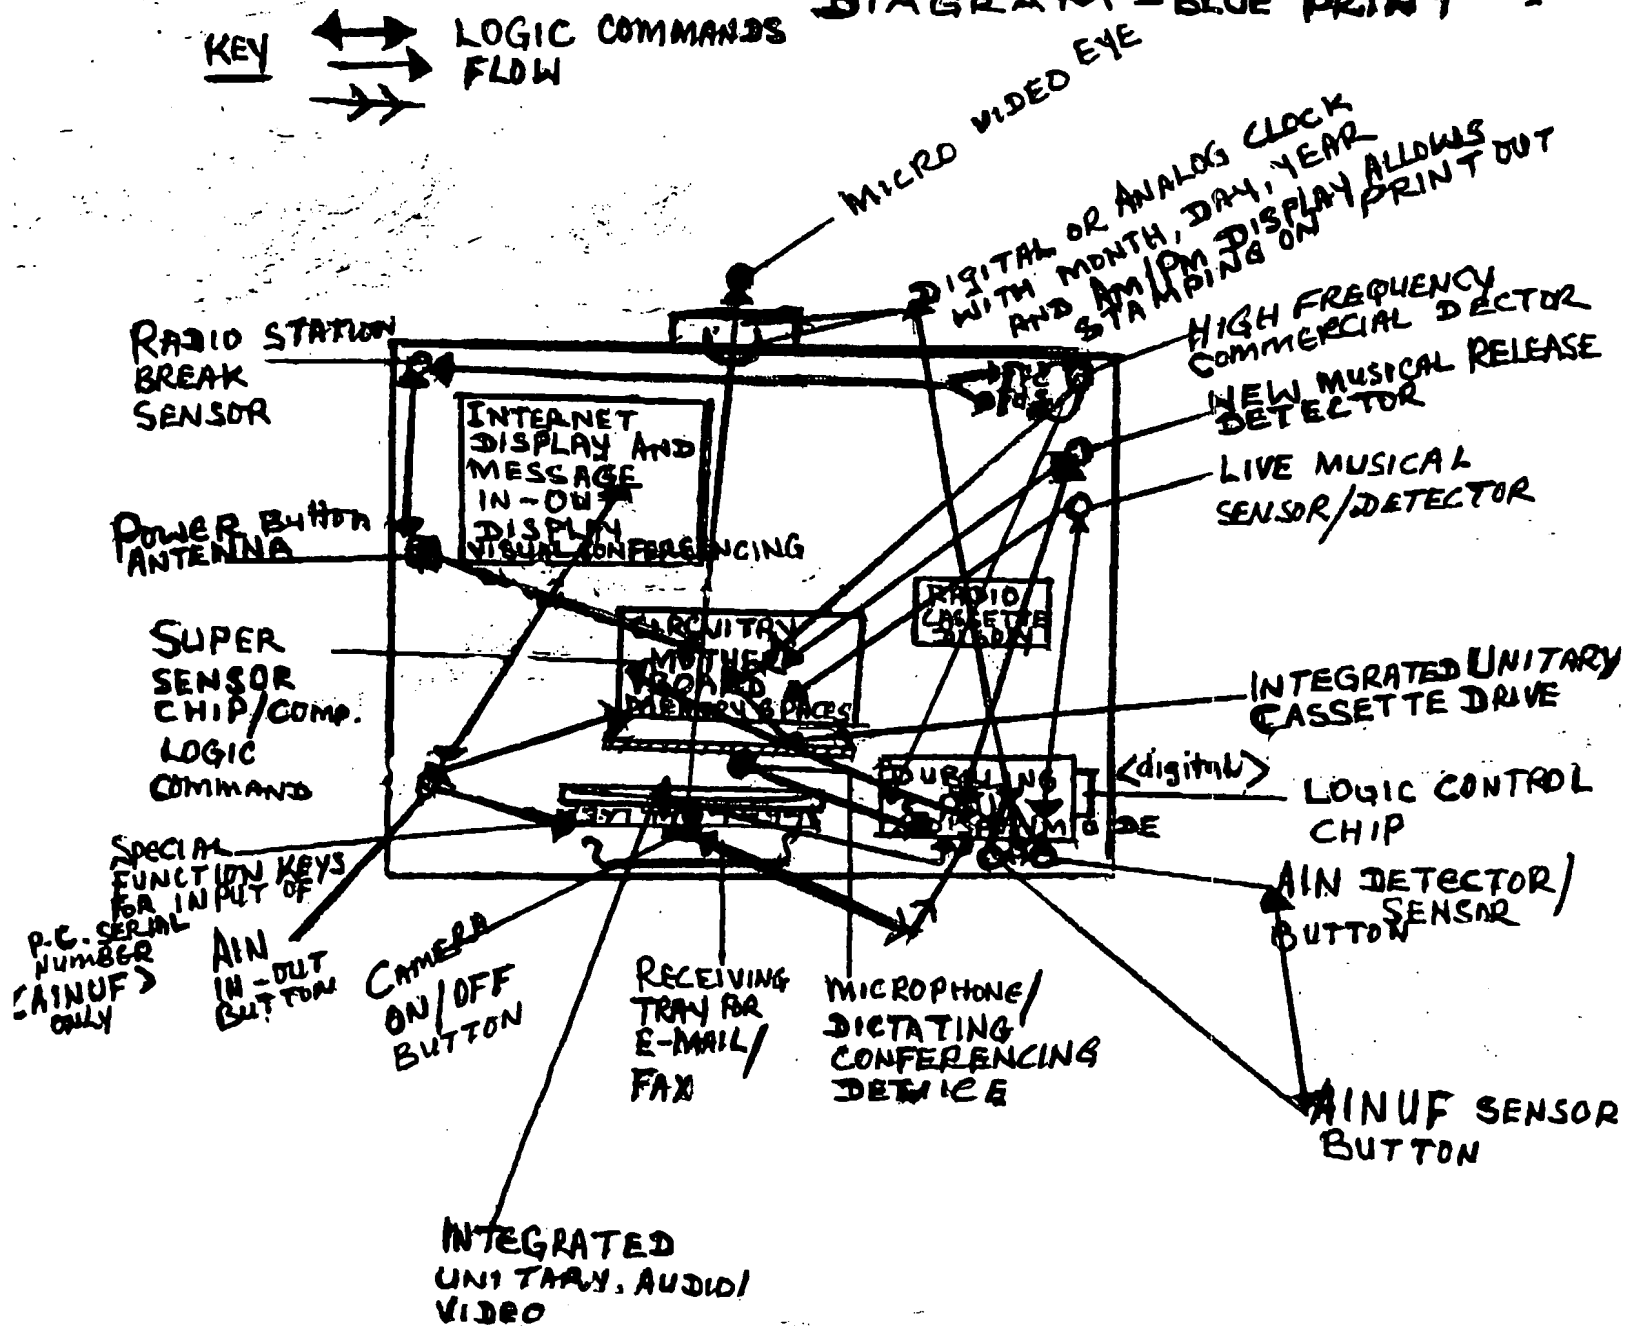 DIAGRAM - BLUE PRINT
KEY
LOGIC COMMANDS
FLOW
MICRO VIDEO EYE
DIGITAL OR ANALOG CLOCK
WITH MONTH, DAY, YEAR
AND AM/PM DISPLAY ALLOWS
STAMPING ON PRINT OUT
HIGH FREQUENCY
COMMERCIAL DECTOR
NEW MUSICAL RELEASE
DETECTOR
LIVE MUSICAL
SENSOR/DETECTOR
RADIO STATION
BREAK
SENSOR
INTERNET
DISPLAY AND
MESSAGE
IN-OUT
DISPLAY
VISUAL CONFERENCING
POWER BUTTON
ANTENNA
RADIO
CASSETTE
CIRCUITRY
MOTHER
BOARD
MEMORY SPACES
SUPER
SENSOR
CHIP/COMP.
LOGIC
COMMAND
INTEGRATED UNITARY
CASSETTE DRIVE
DUBBING
<digital>
LOGIC CONTROL
CHIP
SPECIAL
FUNCTION KEYS
FOR INPUT OF
P.C. SERIAL
NUMBER
(AINUF)
ONLY
AIN
IN-OUT
BUTTON
CAMERA
ON/OFF
BUTTON
RECEIVING
TRAY FOR
E-MAIL/
FAX
MICROPHONE/
DICTATING
CONFERENCING
DEVICE
AIN DETECTOR/
SENSOR
BUTTON
AINUF SENSOR
BUTTON
INTEGRATED
UNITARY. AUDIO/
VIDEO